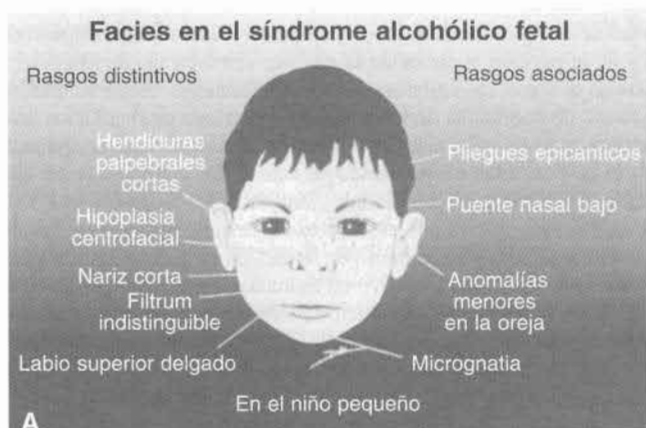 Facies en el síndrome alcohólico fetal
Rasgos distintivos
Rasgos asociados
Hendiduras
palpebrales
cortas
Hipoplasia
centrofacial
Nariz corta
Filtrum
indistinguible
Labio superior delgado
Pliegues epicánticos
Puente nasal bajo
Anomalías
menores
en la oreja
Micrognatia
En el niño pequeño
A